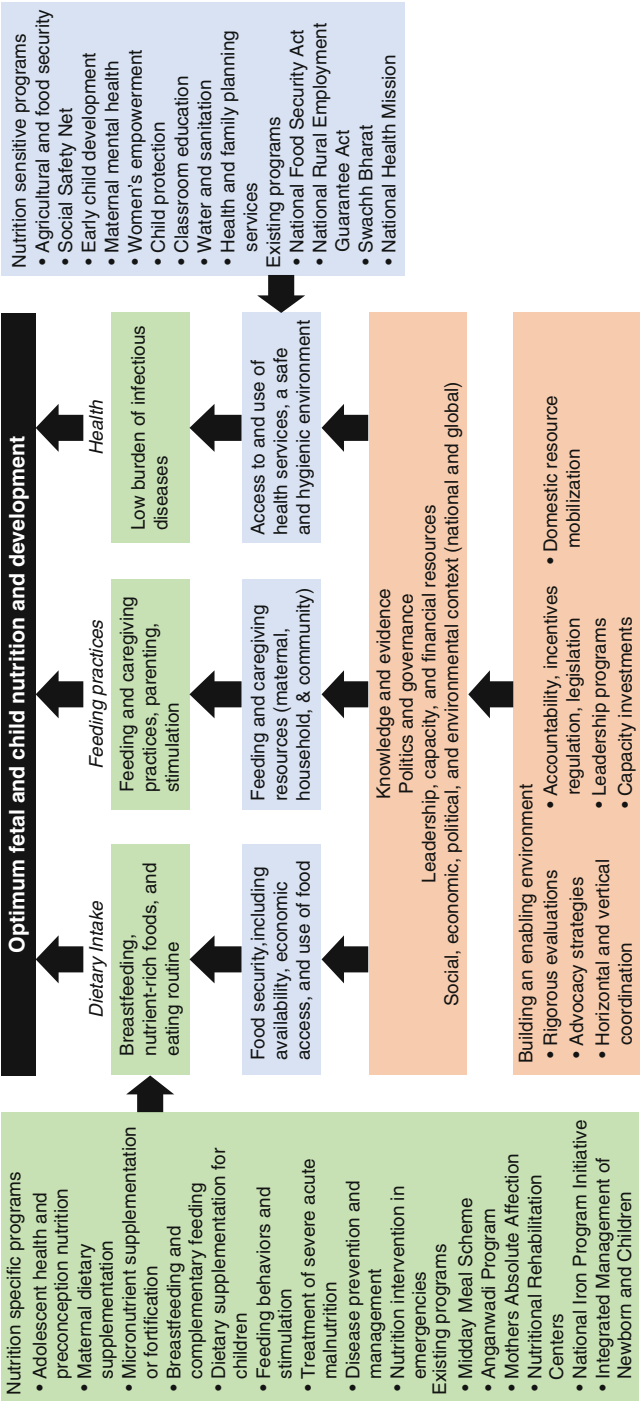 Nutrition specific programs
• Adolescent health and
preconception nutrition
• Maternal dietary
supplementation
• Micronutrient supplementation
or fortification
• Breastfeeding and
complementary feeding
• Dietary supplementation for
children
• Feeding behaviors and
stimulation
• Treatment of severe acute
malnutrition
• Disease prevention and
management
• Nutrition intervention in
emergencies
Existing programs
• Midday Meal Scheme
• Anganwadi Program
• Mothers Absolute Affection
• Nutritional Rehabilitation
Centers
• National Iron Program Initiative
• Integrated Management of
Newborn and Children
Optimum fetal and child nutrition and development
Dietary Intake
Feeding practices
Health
Breastfeeding,
nutrient-rich foods, and
eating routine
Feeding and caregiving
practices, parenting,
stimulation
Low burden of infectious
diseases
Food security,including
availability, economic
access, and use of food
Feeding and caregiving
resources (maternal,
household, & community)
Access to and use of
health services, a safe
and hygienic environment
Knowledge and evidence
Politics and governance
Leadership, capacity, and financial resources
Social, economic, political, and environmental context (national and global)
Building an enabling environment
• Rigorous evaluations
• Advocacy strategies
• Horizontal and vertical
coordination
• Accountability, incentives
regulation, legislation
• Leadership programs
• Capacity investments
• Domestic resource
mobilization
Nutrition sensitive programs
• Agricultural and food security
• Social Safety Net
• Early child development
• Maternal mental health
• Women's empowerment
• Child protection
• Classroom education
• Water and sanitation
• Health and family planning
services
Existing programs
• National Food Security Act
• National Rural Employment
Guarantee Act
• Swachh Bharat
• National Health Mission